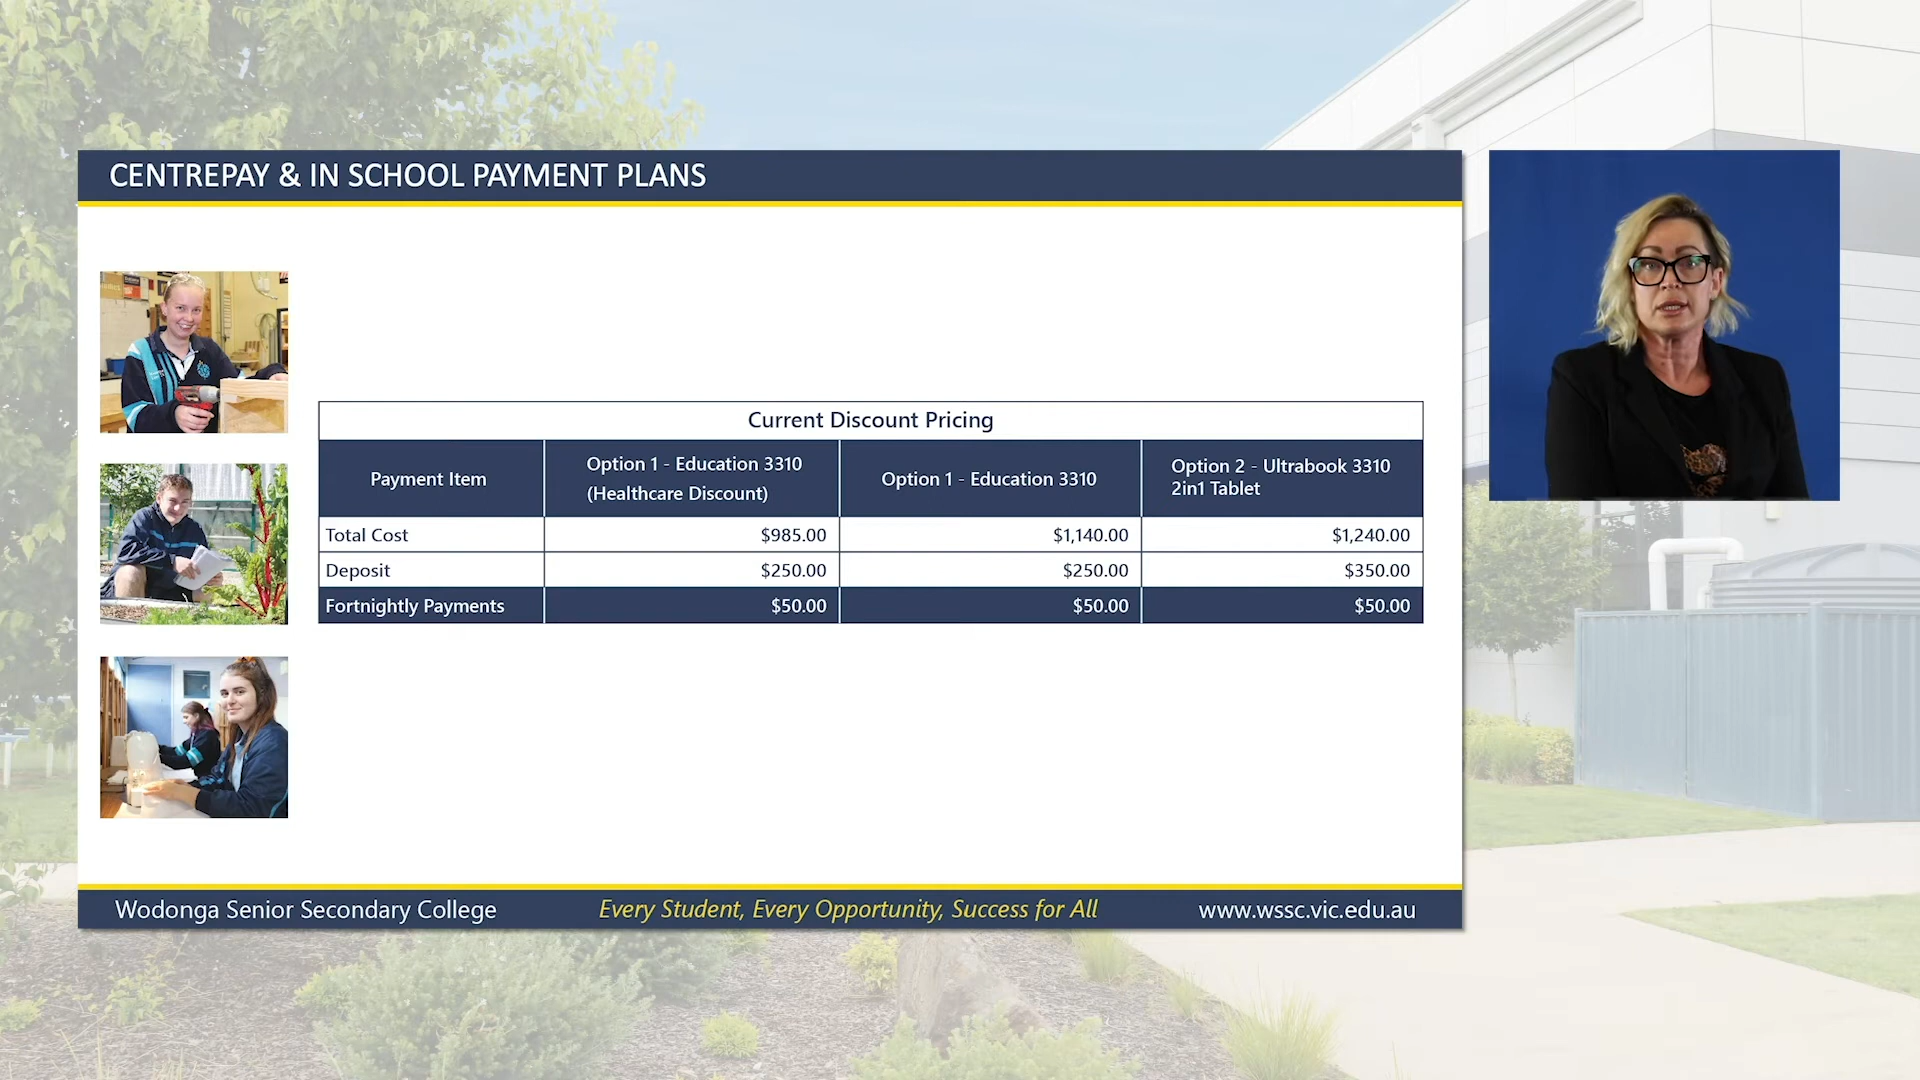 CENTREPAY & IN SCHOOL PAYMENT PLANS
Current Discount Pricing
Payment Item
Option 1 - Education 3310
(Healthcare Discount)
Option 1 - Education 3310
Option 2 - Ultrabook 3310
2in1 Tablet
Total Cost $985.00 $1,140.00 $1,240.00
Deposit $250.00 $250.00 $350.00
Fortnightly Payments $50.00 $50.00 $50.00
Wodonga Senior Secondary College Every Student, Every Opportunity, Success for All www.wssc.vic.edu.au